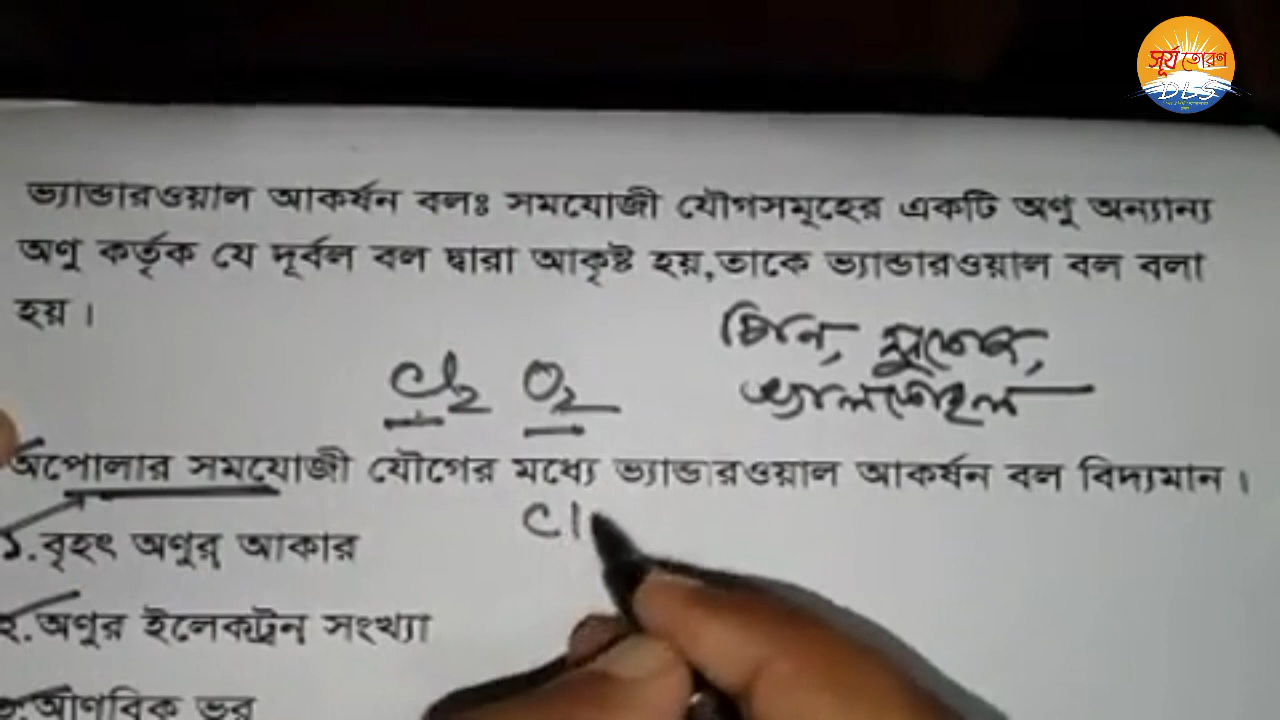 সূর্য তোরণ
DLS
ভ্যান্ডারওয়াল আকর্ষন বলঃ সমযোজী যৌগসমূহের একটি অণু অন্যান্য
অণু কর্তৃক যে দূর্বল বল দ্বারা আকৃষ্ট হয়,তাকে ভ্যান্ডারওয়াল বল বলা
হয়।
চিনি,
Cl2 O2
অপোলার সমযোজী যৌগের মধ্যে ভ্যান্ডারওয়াল আকর্ষন বল বিদ্যমান।
Cl
১.বৃহৎ অণুর আকার
২.অণুর ইলেকট্রন সংখ্যা
৩.আণবিক ভর